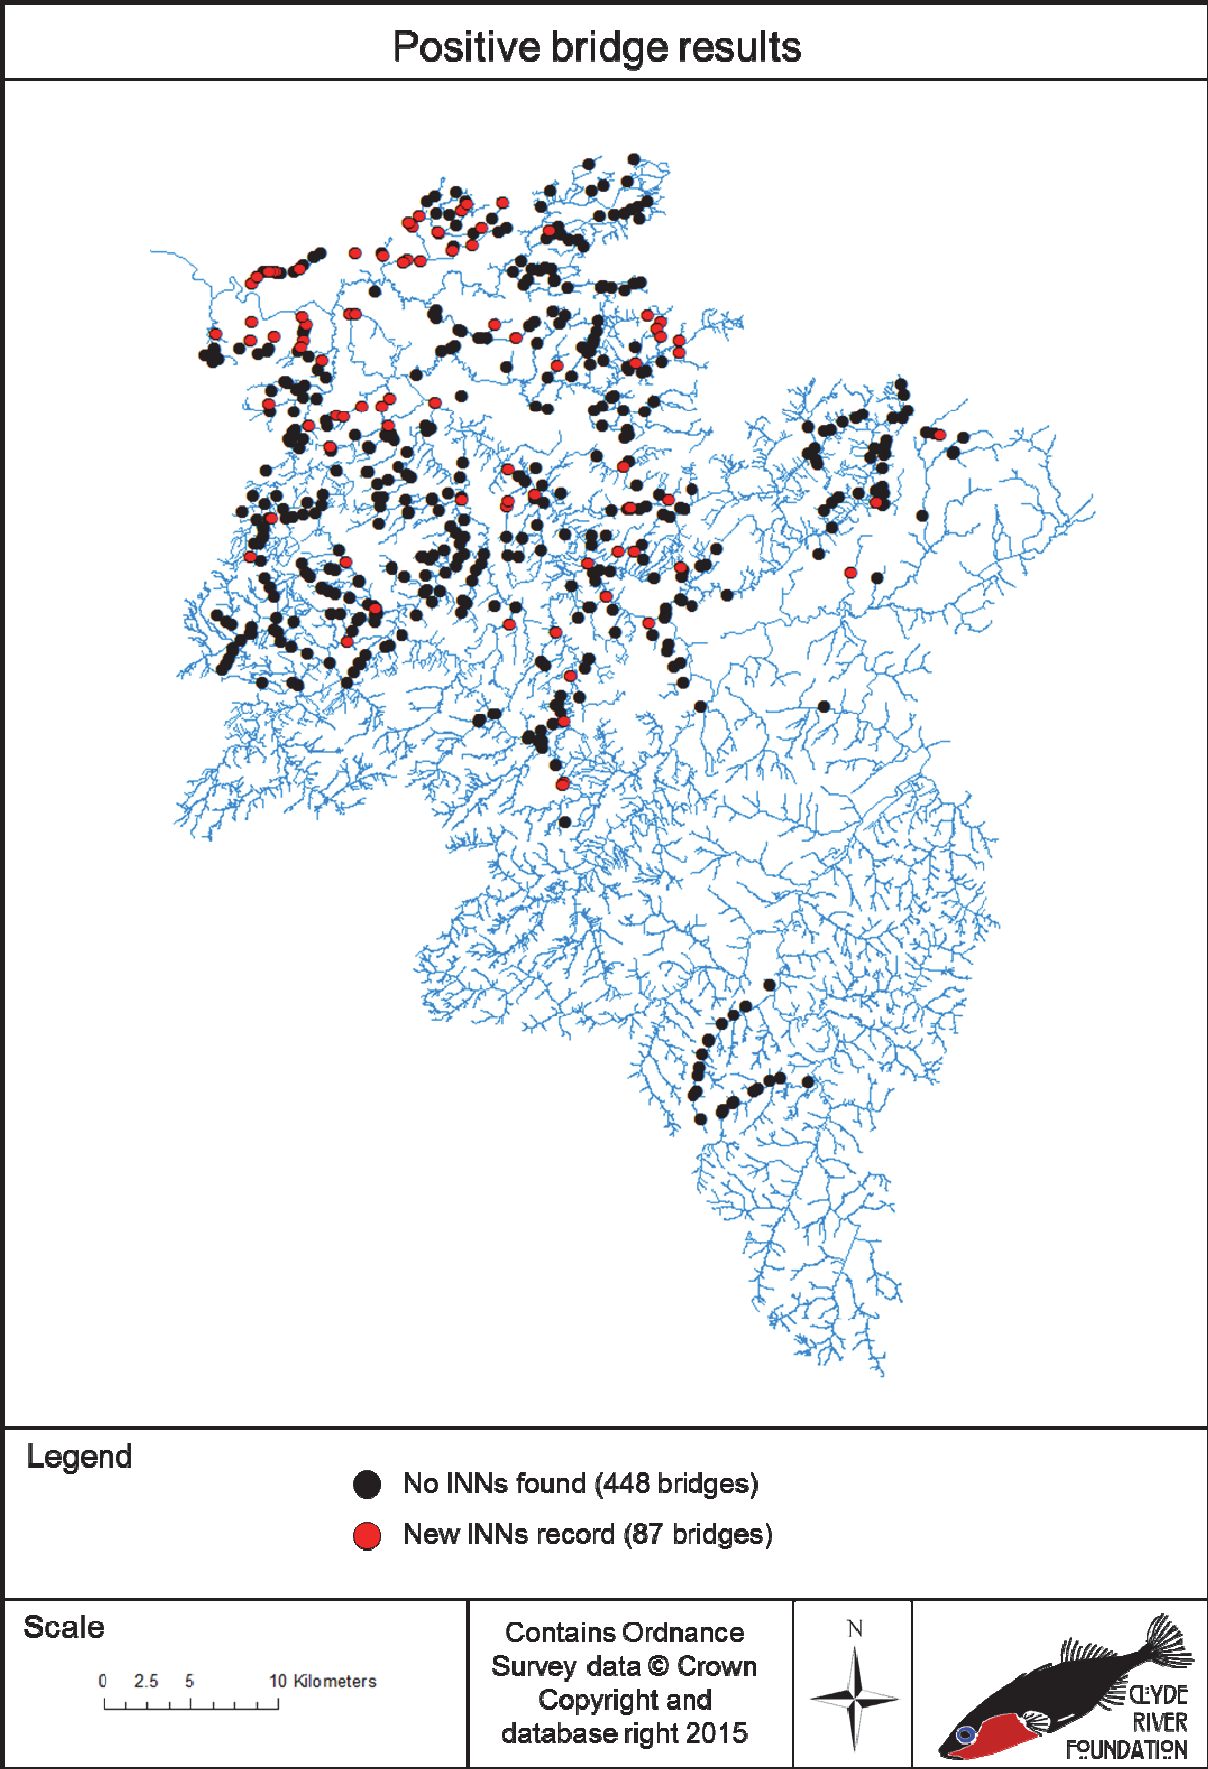 Positive bridge results
Legend
No INNs found (448 bridges)
New INNs record (87 bridges)
Scale
0 2.5 5 10 Kilometers
Contains Ordnance
Survey data © Crown
Copyright and
database right 2015
N
CLYDE
RIVER
FOUNDATION